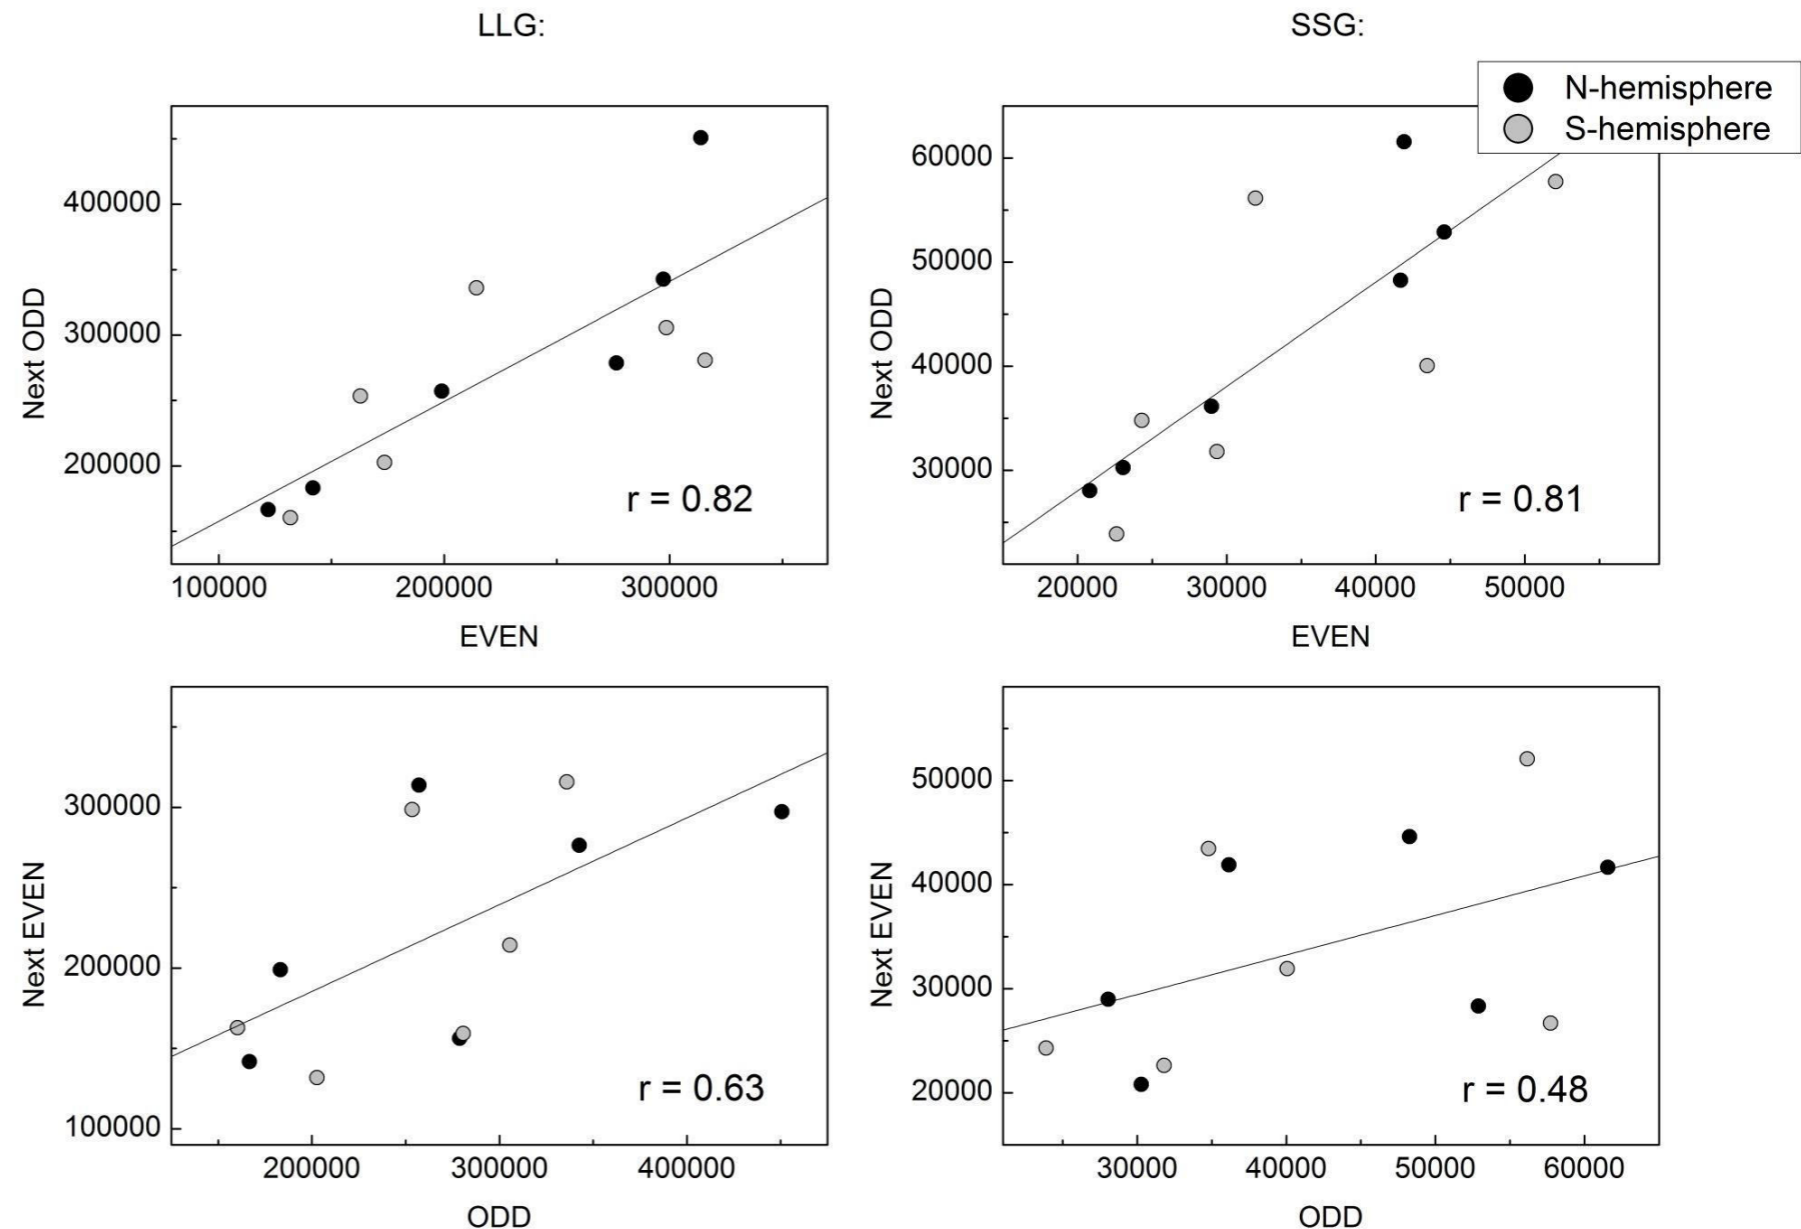 LLG:
SSG:
N-hemisphere
S-hemisphere
400000
300000
200000
Next ODD
r = 0.82
100000 200000 300000
EVEN
60000
50000
40000
30000
Next ODD
r = 0.81
20000 30000 40000 50000
EVEN
300000
200000
100000
Next EVEN
r = 0.63
200000 300000 400000
ODD
50000
40000
30000
20000
Next EVEN
r = 0.48
30000 40000 50000 60000
ODD